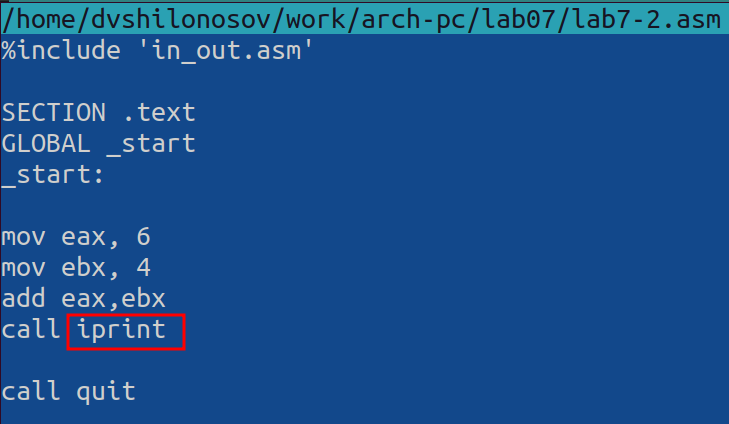 /home/dvshilonosov/work/arch-pc/lab07/lab7-2.asm
%include 'in_out.asm'
SECTION .text
GLOBAL _start
_start:
mov eax, 6
mov ebx, 4
add eax,ebx
call iprint
call quit